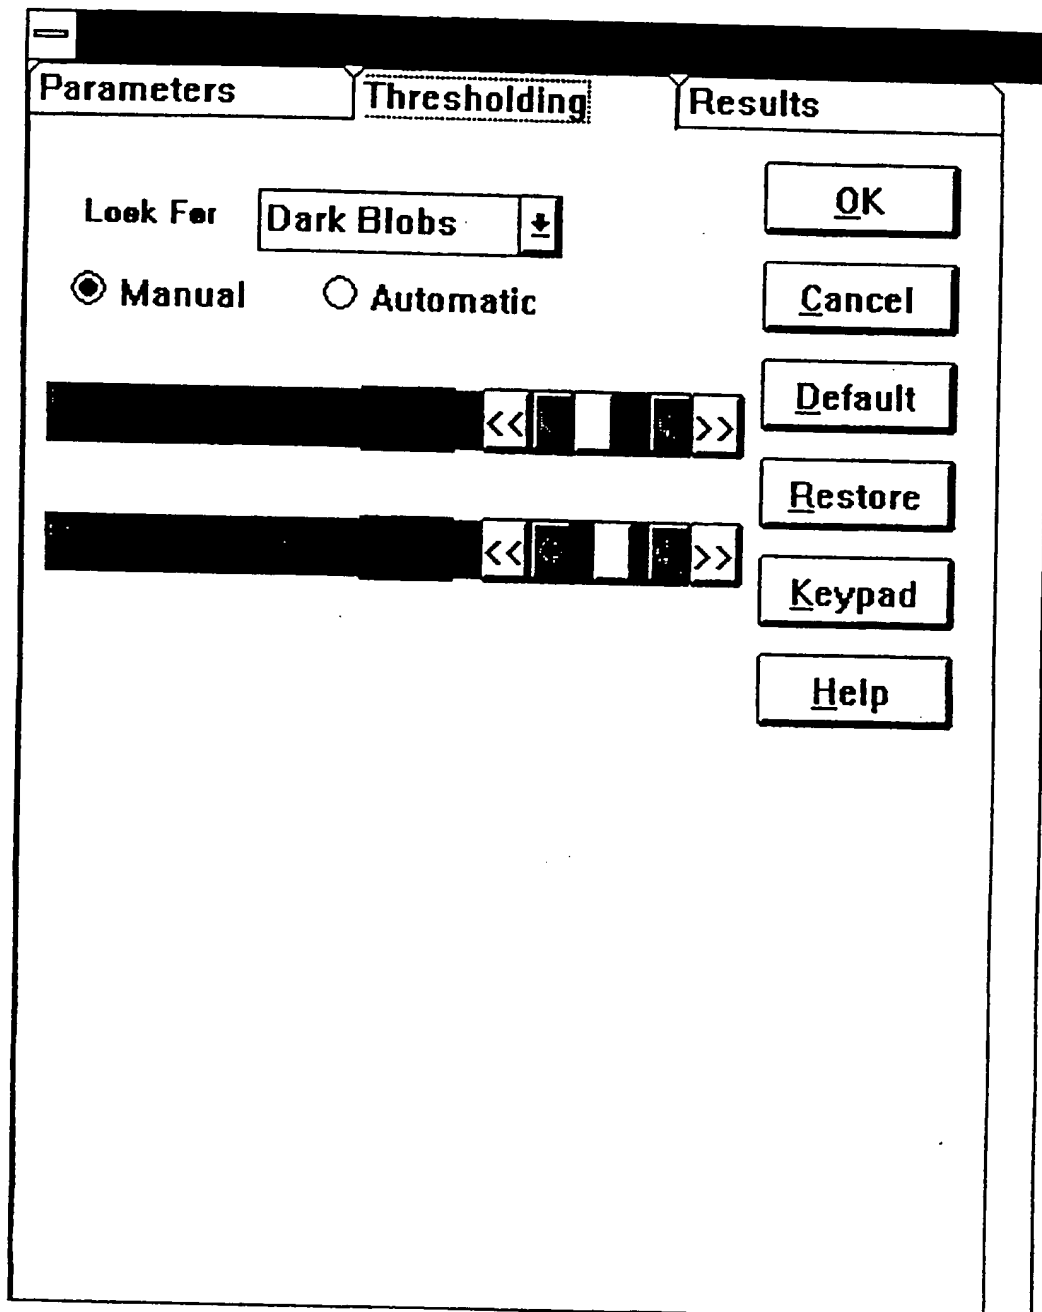 Parameters
Thresholding
Results
Look For
Dark Blobs
Manual
Automatic
<< >>
<< >>
OK
Cancel
Default
Restore
Keypad
Help